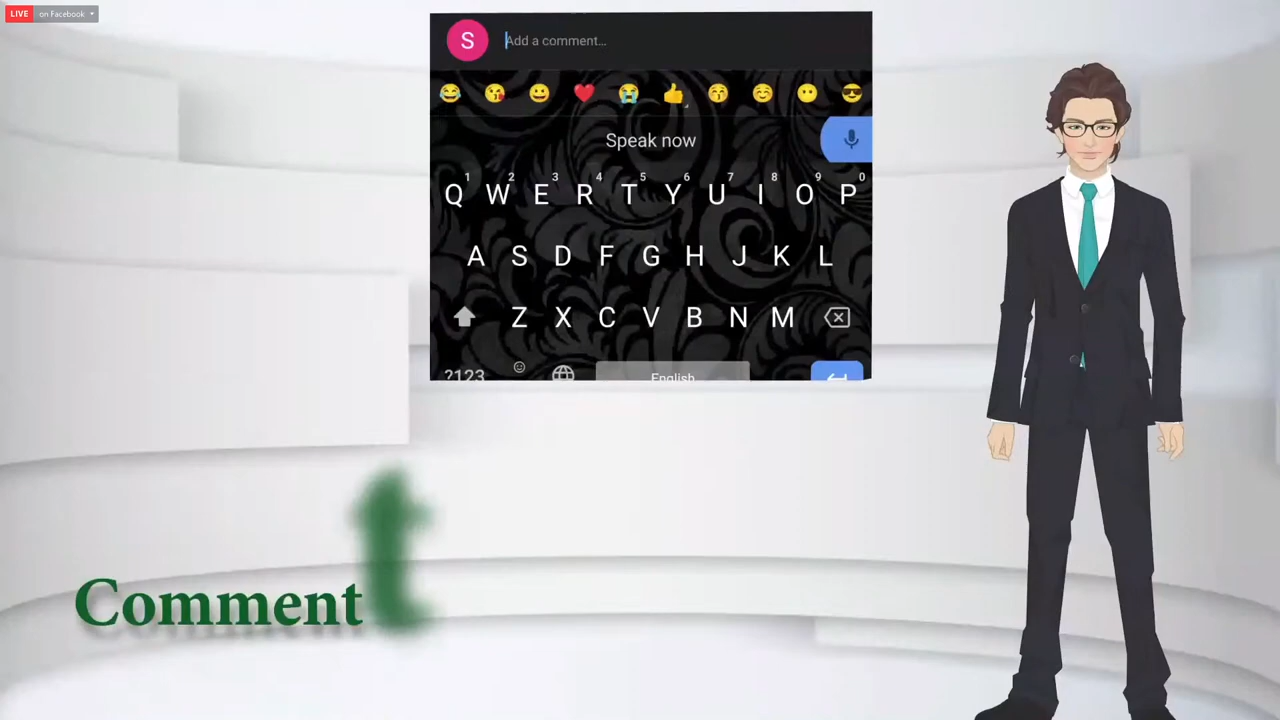 LIVE on Facebook
S Add a comment...
Speak now
1 2 3 4 5 6 7 8 9 0
Q W E R T Y U I O P
A S D F G H J K L
Z X C V B N M
?123 English
Comment t